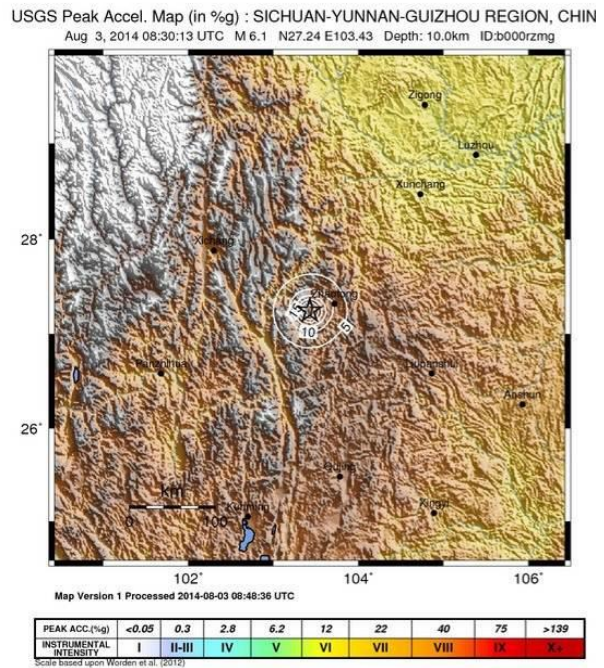 USGS Peak Accel. Map (in %g) : SICHUAN-YUNNAN-GUIZHOU REGION, CHIN
Aug 3, 2014 08:30:13 UTC M 6.1 N27.24 E103.43 Depth: 10.0km ID:b000rzmg
Zigong
Luzhou
Xunchang
28°
Xichang
15
10
5
Panzhihua
Anshun
26°
Qujing
Xingyi
km
Kunming
0 100
102° 104° 106°
Map Version 1 Processed 2014-08-03 08:48:36 UTC
PEAK ACC.(%g) <0.05 0.3 2.8 6.2 12 22 40 75 >139
INSTRUMENTAL INTENSITY I II-III IV V VI VII VIII IX X+
Scale based upon Worden et al. (2012)